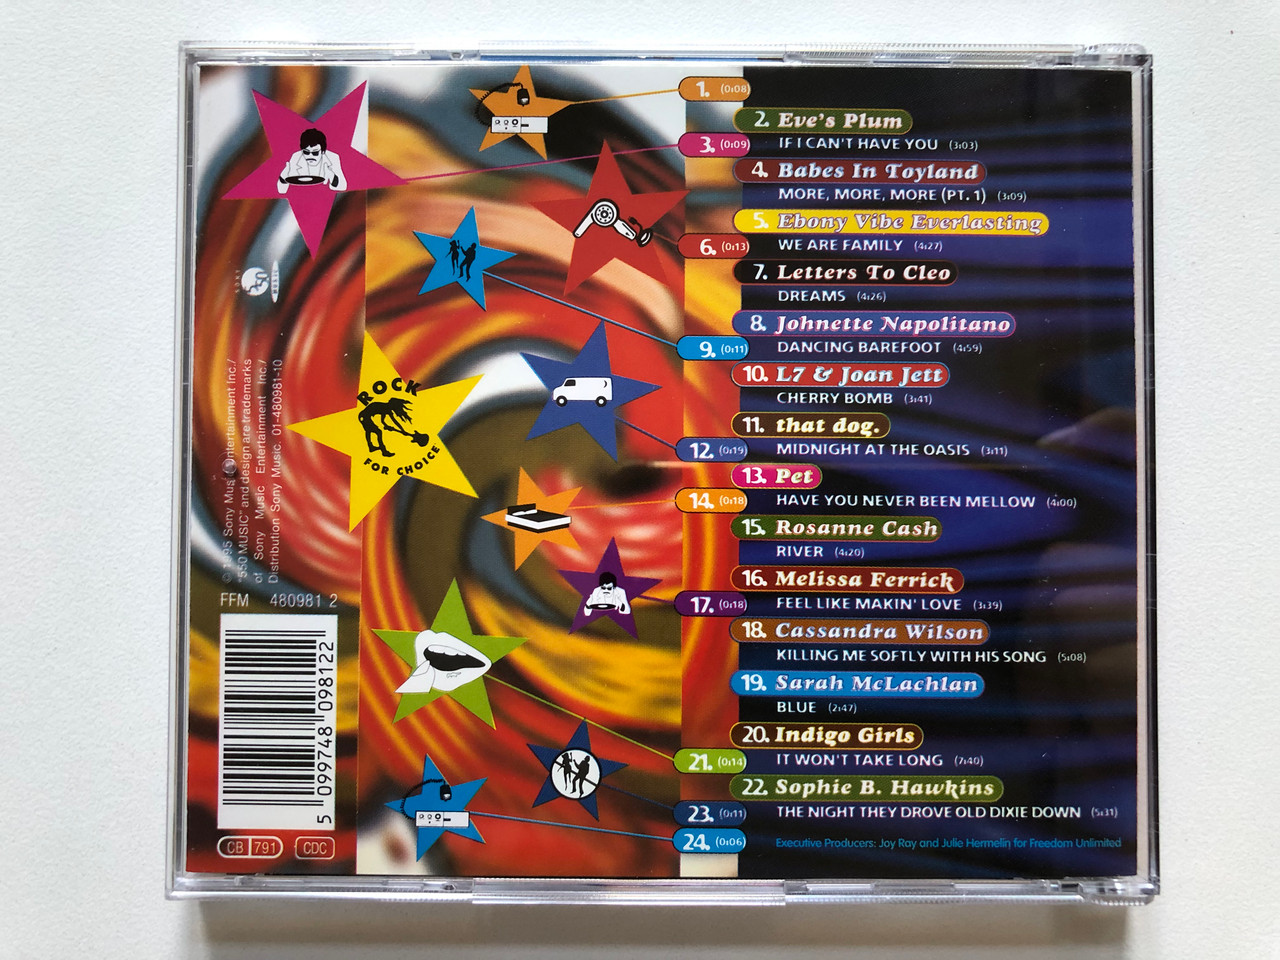 1. (0:08)
2. Eve's Plum
IF I CAN'T HAVE YOU (3:03)
3. (0:09)
4. Babes In Toyland
MORE, MORE, MORE (PT. 1) (3:09)
5. Ebony Vibe Everlasting
WE ARE FAMILY (4:27)
6. (0:13)
7. Letters To Cleo
DREAMS (4:26)
8. Johnette Napolitano
DANCING BAREFOOT (4:59)
9. (0:11)
10. L7 & Joan Jett
CHERRY BOMB (3:41)
11. that dog.
MIDNIGHT AT THE OASIS (3:11)
12. (0:19)
13. Pet
HAVE YOU NEVER BEEN MELLOW (4:00)
14. (0:18)
15. Rosanne Cash
RIVER (4:20)
16. Melissa Ferrick
FEEL LIKE MAKIN' LOVE (3:39)
17. (0:18)
18. Cassandra Wilson
KILLING ME SOFTLY WITH HIS SONG (5:08)
19. Sarah McLachlan
BLUE (2:47)
20. Indigo Girls
IT WON'T TAKE LONG (7:40)
21. (0:14)
22. Sophie B. Hawkins
THE NIGHT THEY DROVE OLD DIXIE DOWN (5:31)
23. (0:11)
24. (0:06)
Executive Producers: Joy Ray and Julie Hermelin for Freedom Unlimited
ROCK
FOR CHOICE
SONY
MUSIC
© 1995 Sony Music Entertainment Inc./
"550 MUSIC" and design are trademarks
of Sony Music Entertainment Inc./
Distribution Sony Music. 01-480981-10
FFM 480981 2
5 099748 098122
CB 791 CDC